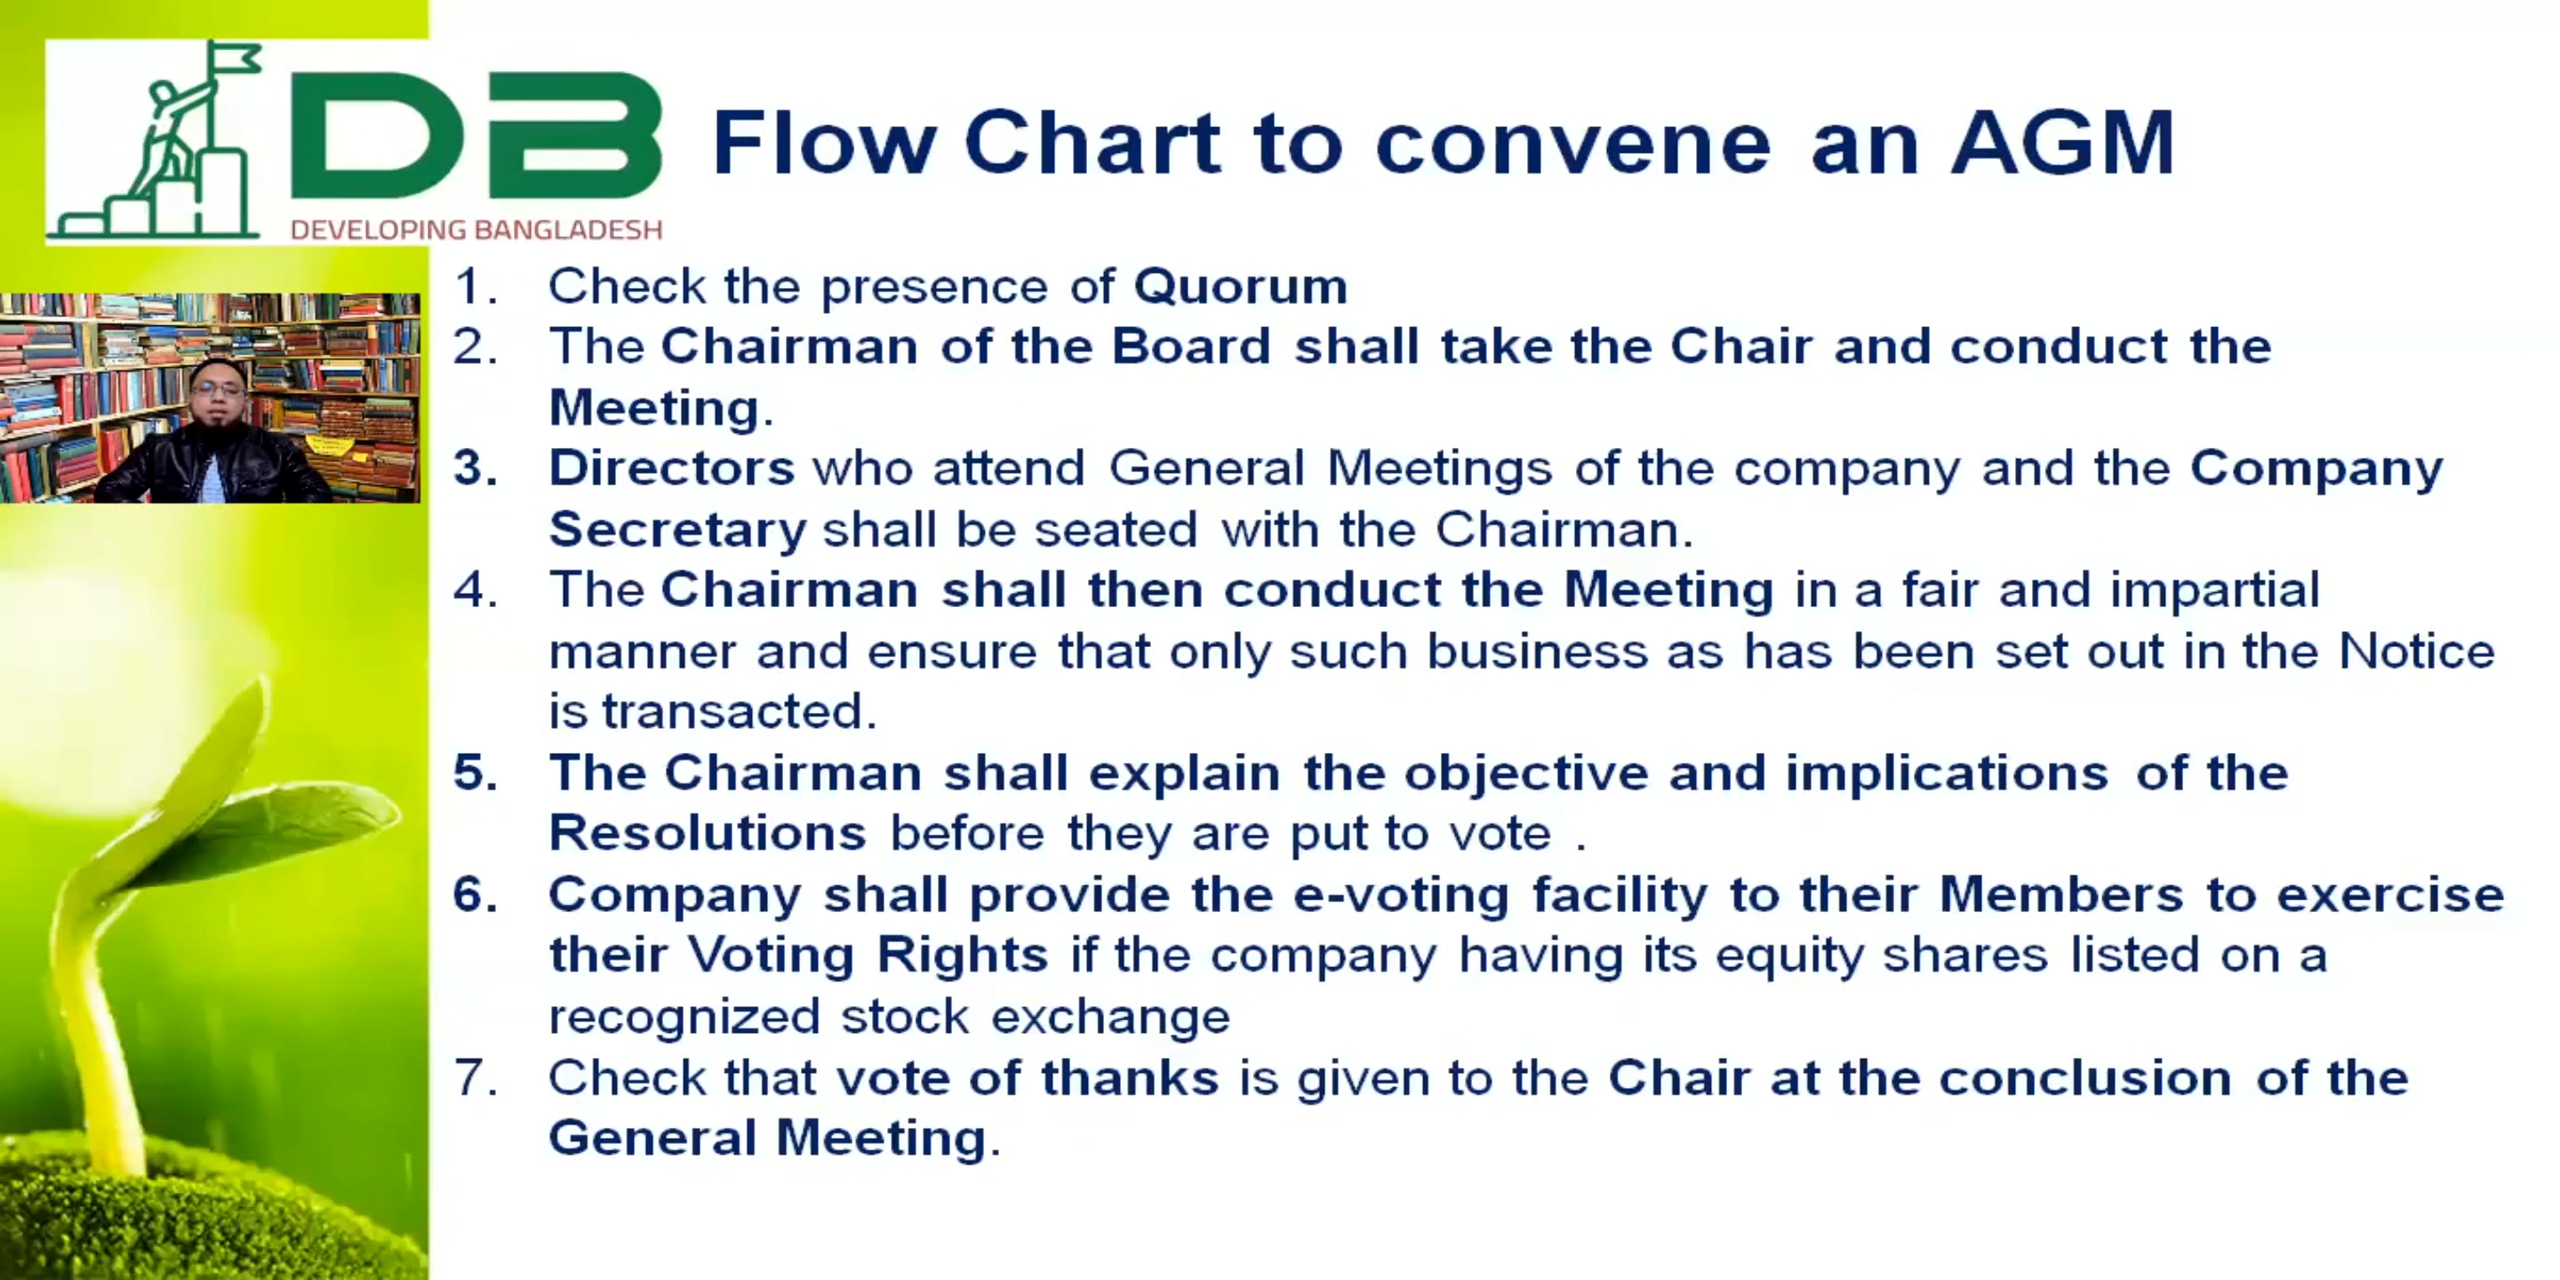 DB
DEVELOPING BANGLADESH
Flow Chart to convene an AGM
1. Check the presence of Quorum
2. The Chairman of the Board shall take the Chair and conduct the
Meeting.
3. Directors who attend General Meetings of the company and the Company
Secretary shall be seated with the Chairman.
4. The Chairman shall then conduct the Meeting in a fair and impartial
manner and ensure that only such business as has been set out in the Notice
is transacted.
5. The Chairman shall explain the objective and implications of the
Resolutions before they are put to vote .
6. Company shall provide the e-voting facility to their Members to exercise
their Voting Rights if the company having its equity shares listed on a
recognized stock exchange
7. Check that vote of thanks is given to the Chair at the conclusion of the
General Meeting.